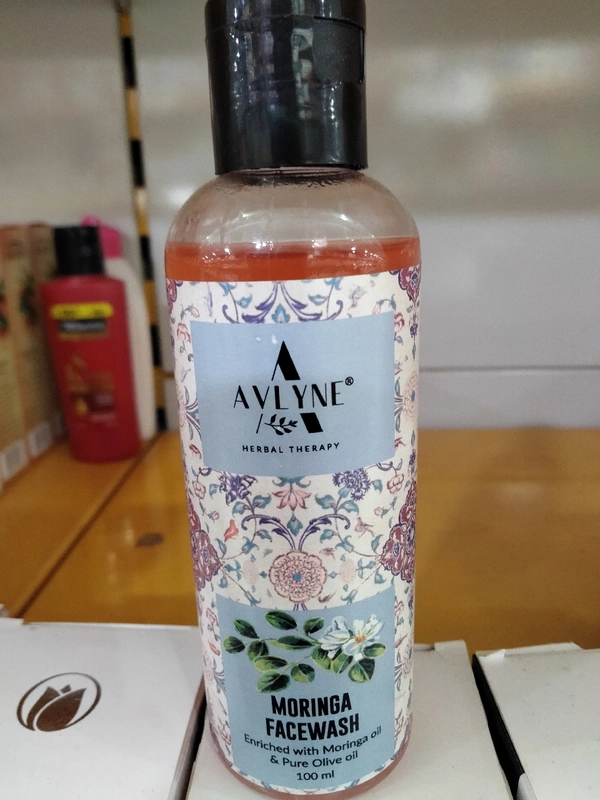 AVLYNE®
HERBAL THERAPY
MORINGA
FACEWASH
Enriched with Moringa oil
& Pure Olive oil
100 ml